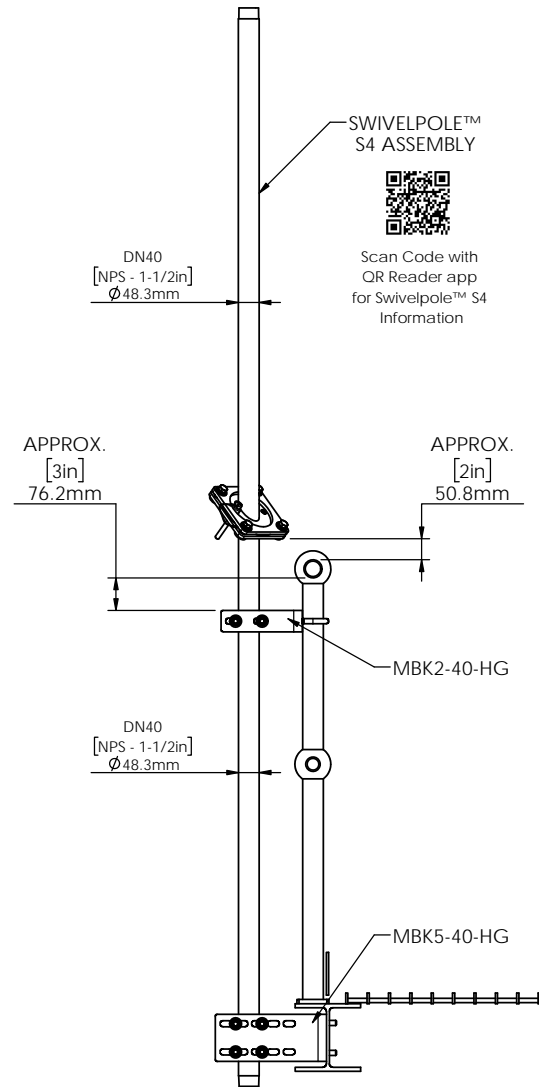 SWIVELPOLE™
S4 ASSEMBLY
Scan Code with
QR Reader app
for Swivelpole™ S4
Information
DN40
[NPS - 1-1/2in]
Ø48.3mm
APPROX.
[3in]
76.2mm
APPROX.
[2in]
50.8mm
MBK2-40-HG
DN40
[NPS - 1-1/2in]
Ø48.3mm
MBK5-40-HG